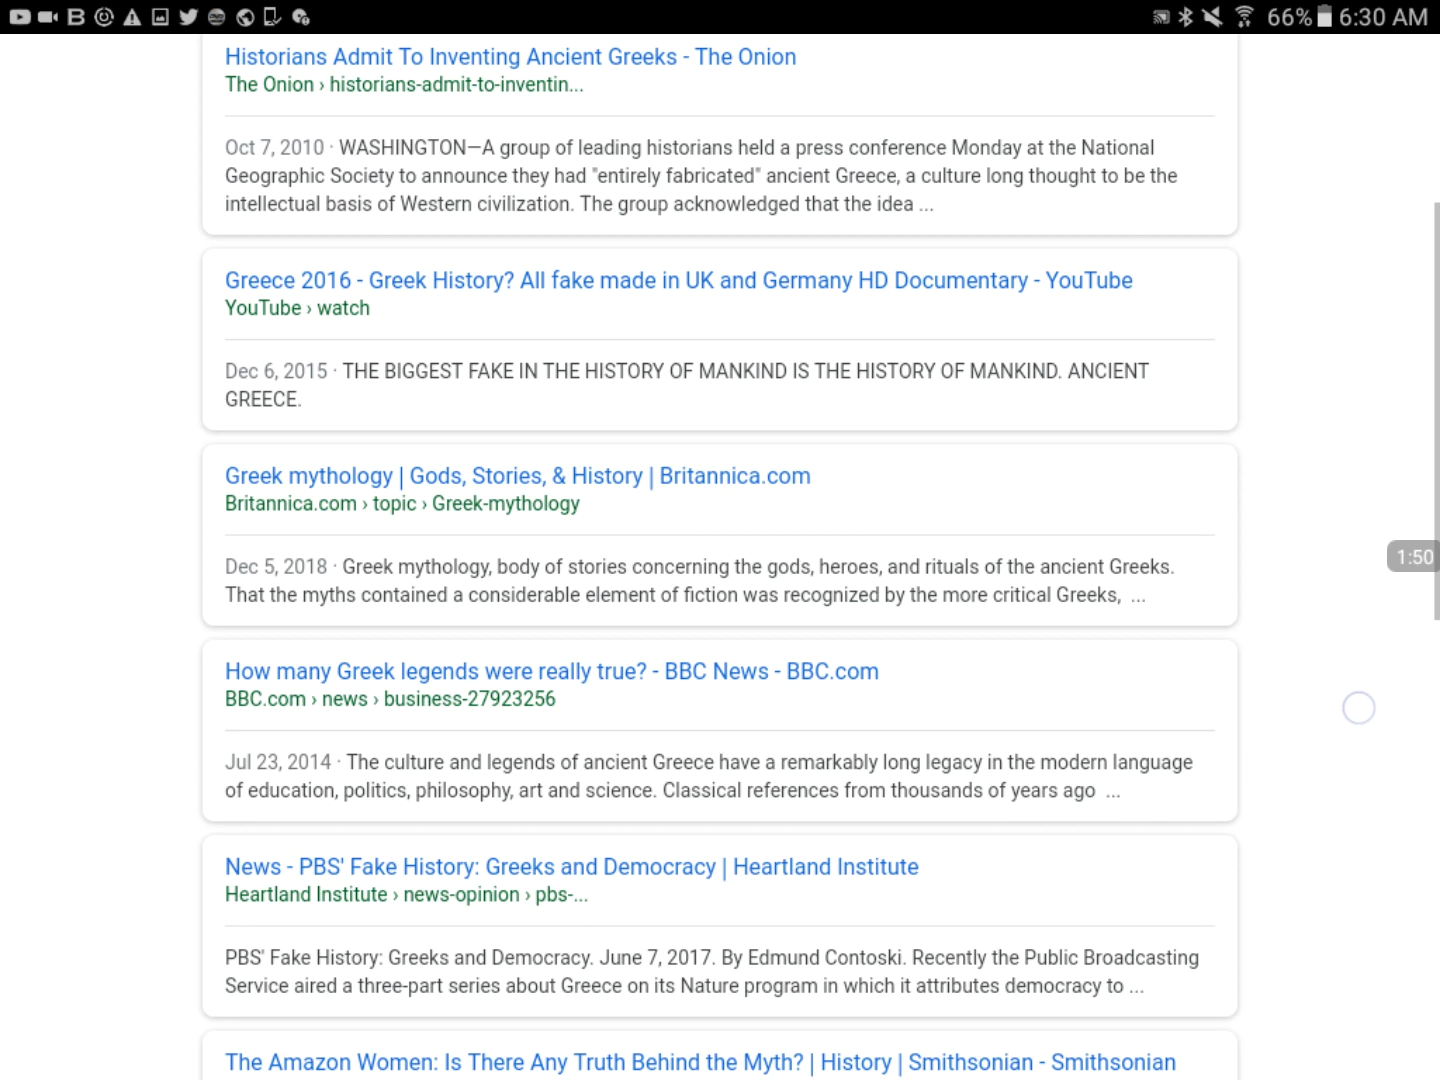 66% 6:30 AM
Historians Admit To Inventing Ancient Greeks - The Onion
The Onion › historians-admit-to-inventin...
Oct 7, 2010 · WASHINGTON—A group of leading historians held a press conference Monday at the National
Geographic Society to announce they had "entirely fabricated" ancient Greece, a culture long thought to be the
intellectual basis of Western civilization. The group acknowledged that the idea ...
Greece 2016 - Greek History? All fake made in UK and Germany HD Documentary - YouTube
YouTube › watch
Dec 6, 2015 · THE BIGGEST FAKE IN THE HISTORY OF MANKIND IS THE HISTORY OF MANKIND. ANCIENT
GREECE.
Greek mythology | Gods, Stories, & History | Britannica.com
Britannica.com › topic › Greek-mythology
Dec 5, 2018 · Greek mythology, body of stories concerning the gods, heroes, and rituals of the ancient Greeks.
That the myths contained a considerable element of fiction was recognized by the more critical Greeks, ...
1:50
How many Greek legends were really true? - BBC News - BBC.com
BBC.com › news › business-27923256
Jul 23, 2014 · The culture and legends of ancient Greece have a remarkably long legacy in the modern language
of education, politics, philosophy, art and science. Classical references from thousands of years ago ...
News - PBS' Fake History: Greeks and Democracy | Heartland Institute
Heartland Institute › news-opinion › pbs-...
PBS' Fake History: Greeks and Democracy. June 7, 2017. By Edmund Contoski. Recently the Public Broadcasting
Service aired a three-part series about Greece on its Nature program in which it attributes democracy to ...
The Amazon Women: Is There Any Truth Behind the Myth? | History | Smithsonian - Smithsonian